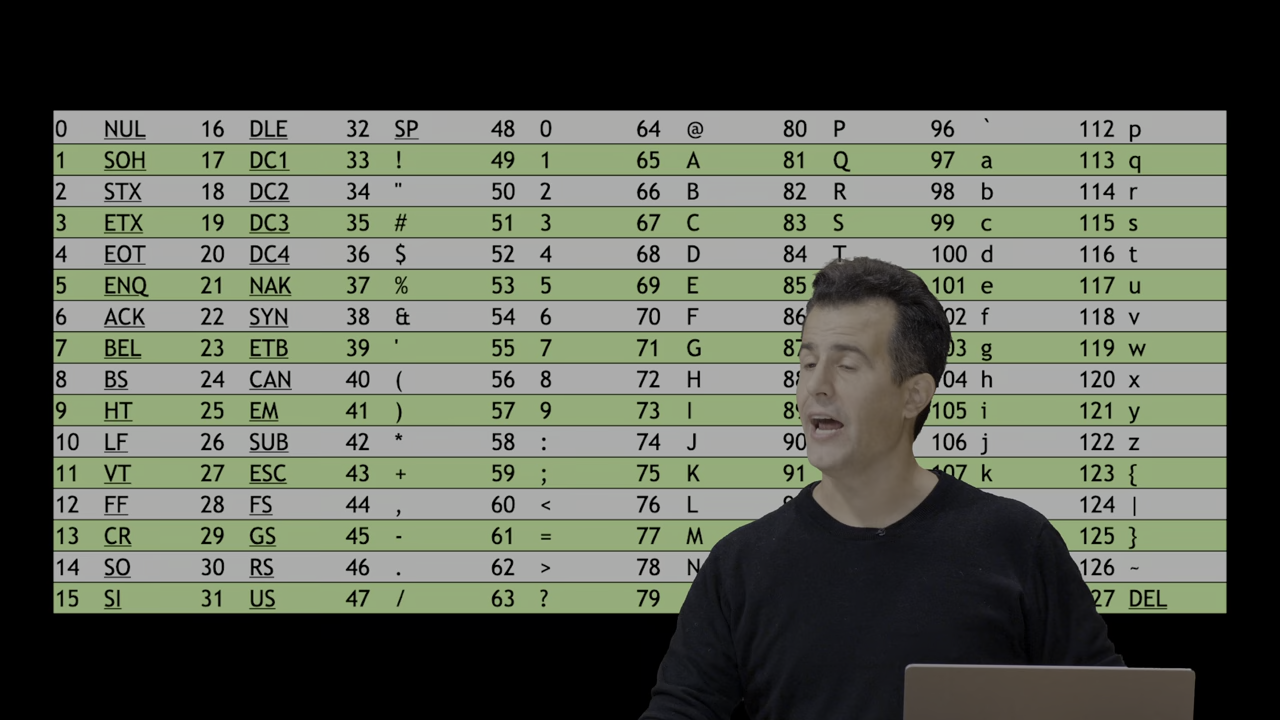 0 NUL 16 DLE 32 SP 48 0 64 @ 80 P 96 ` 112 p
1 SOH 17 DC1 33 ! 49 1 65 A 81 Q 97 a 113 q
2 STX 18 DC2 34 " 50 2 66 B 82 R 98 b 114 r
3 ETX 19 DC3 35 # 51 3 67 C 83 S 99 c 115 s
4 EOT 20 DC4 36 $ 52 4 68 D 84 T 100 d 116 t
5 ENQ 21 NAK 37 % 53 5 69 E 85 101 e 117 u
6 ACK 22 SYN 38 & 54 6 70 F 86 02 f 118 v
7 BEL 23 ETB 39 ' 55 7 71 G 87 03 g 119 w
8 BS 24 CAN 40 ( 56 8 72 H 88 04 h 120 x
9 HT 25 EM 41 ) 57 9 73 I 89 105 i 121 y
10 LF 26 SUB 42 * 58 : 74 J 90 106 j 122 z
11 VT 27 ESC 43 + 59 ; 75 K 91 107 k 123 {
12 FF 28 FS 44 , 60 < 76 L 124 |
13 CR 29 GS 45 - 61 = 77 M 125 }
14 SO 30 RS 46 . 62 > 78 N 126 ~
15 SI 31 US 47 / 63 ? 79 27 DEL